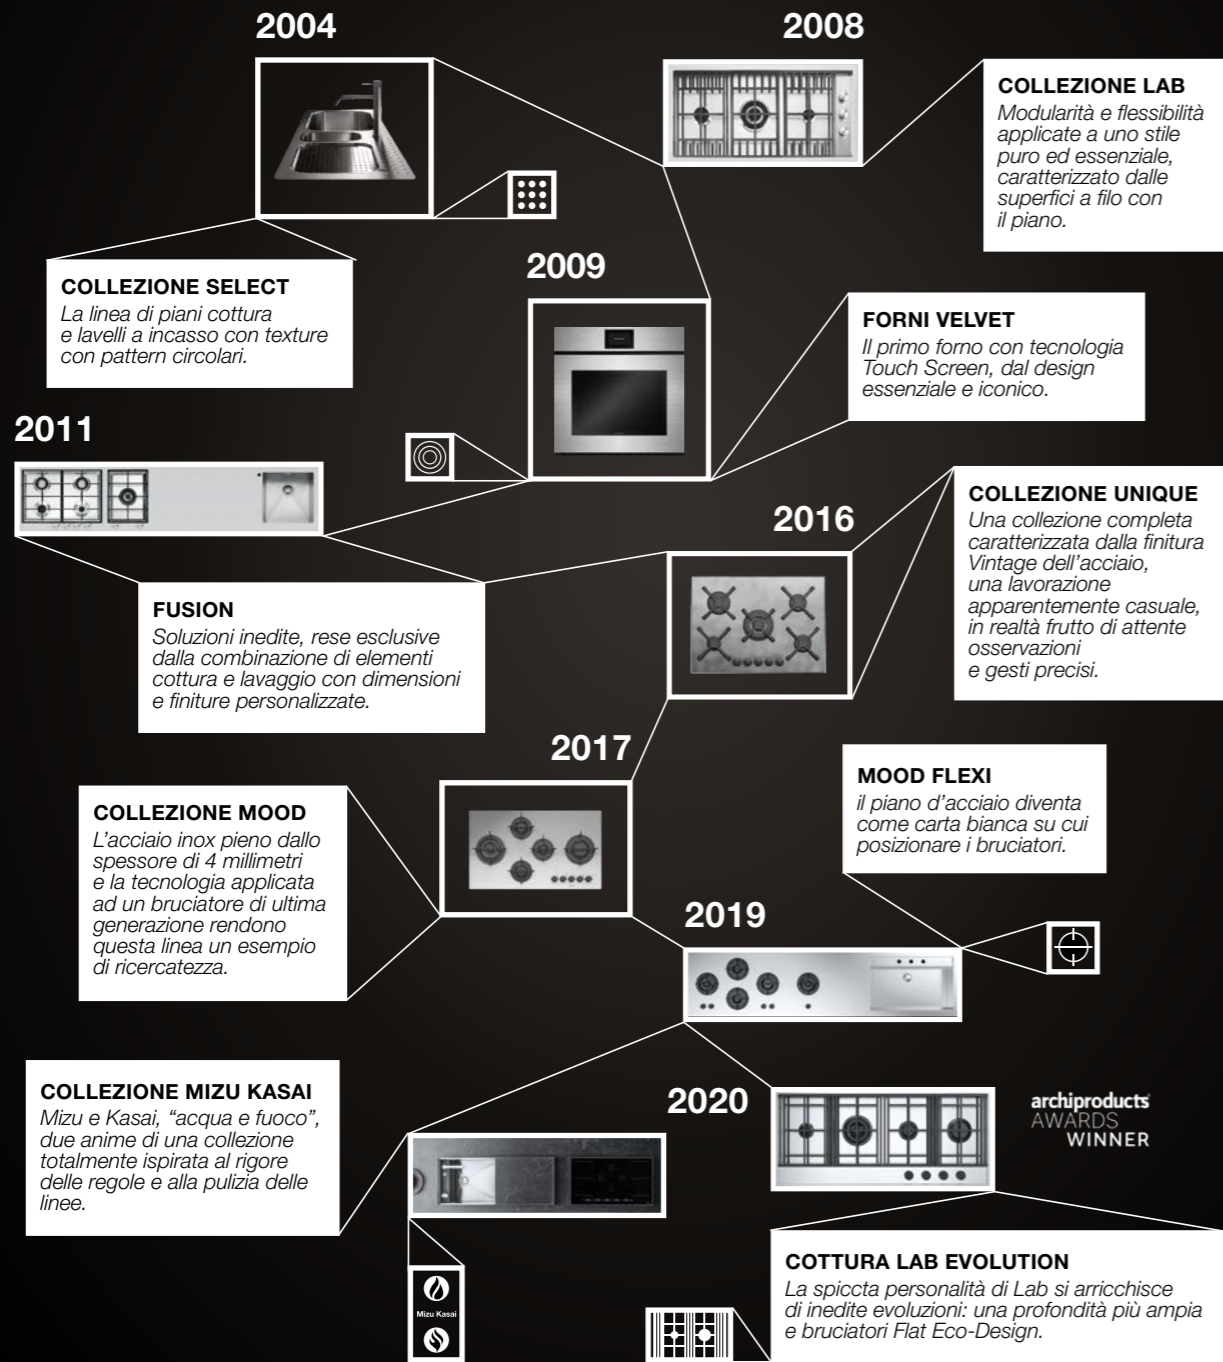 2004
2008
COLLEZIONE LAB
Modularità e flessibilità
applicate a uno stile
puro ed essenziale,
caratterizzato dalle
superfici a filo con
il piano.
COLLEZIONE SELECT
La linea di piani cottura
e lavelli a incasso con texture
con pattern circolari.
2009
FORNI VELVET
Il primo forno con tecnologia
Touch Screen, dal design
essenziale e iconico.
2011
FUSION
Soluzioni inedite, rese esclusive
dalla combinazione di elementi
cottura e lavaggio con dimensioni
e finiture personalizzate.
2016
COLLEZIONE UNIQUE
Una collezione completa
caratterizzata dalla finitura
Vintage dell'acciaio,
una lavorazione
apparentemente casuale,
in realtà frutto di attente
osservazioni
e gesti precisi.
2017
COLLEZIONE MOOD
L'acciaio inox pieno dallo
spessore di 4 millimetri
e la tecnologia applicata
ad un bruciatore di ultima
generazione rendono
questa linea un esempio
di ricercatezza.
MOOD FLEXI
il piano d'acciaio diventa
come carta bianca su cui
posizionare i bruciatori.
2019
COLLEZIONE MIZU KASAI
Mizu e Kasai, “acqua e fuoco”,
due anime di una collezione
totalmente ispirata al rigore
delle regole e alla pulizia delle
linee.
Mizu Kasai
2020
archiproducts
AWARDS
WINNER
COTTURA LAB EVOLUTION
La spiccta personalità di Lab si arricchisce
di inedite evoluzioni: una profondità più ampia
e bruciatori Flat Eco-Design.